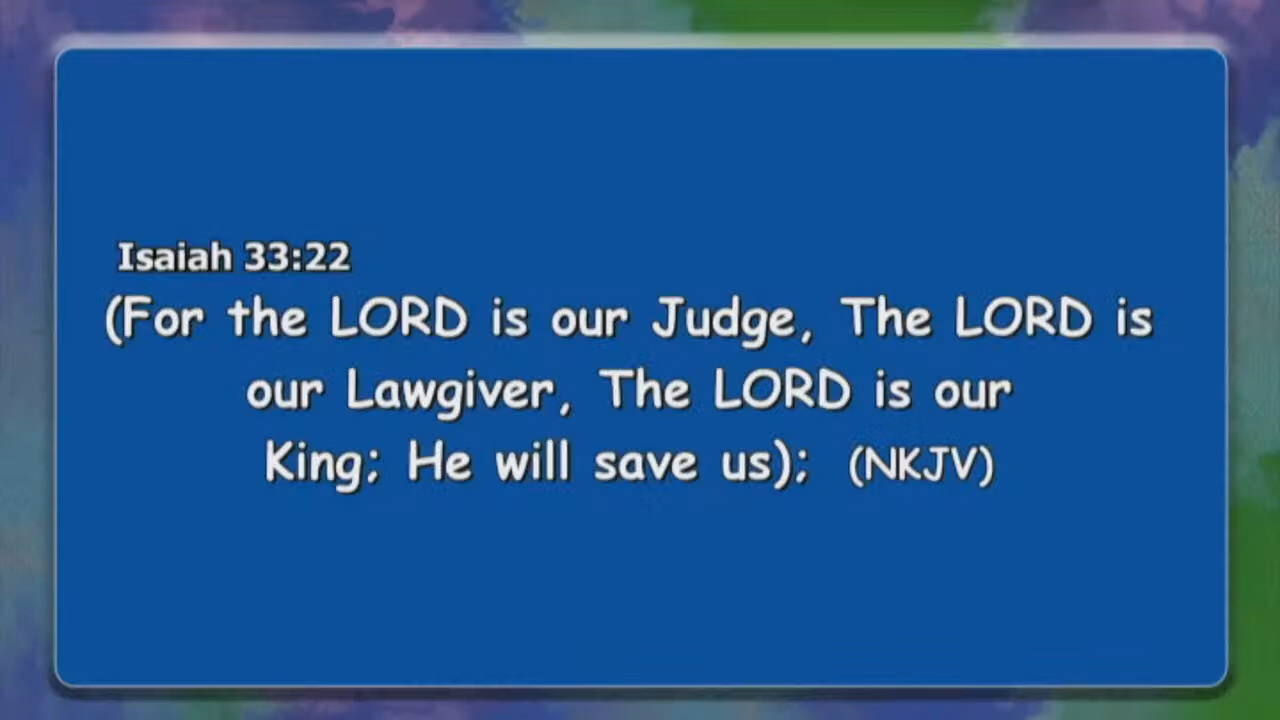 Isaiah 33:22
(For the LORD is our Judge, The LORD is
our Lawgiver, The LORD is our
King; He will save us); (NKJV)